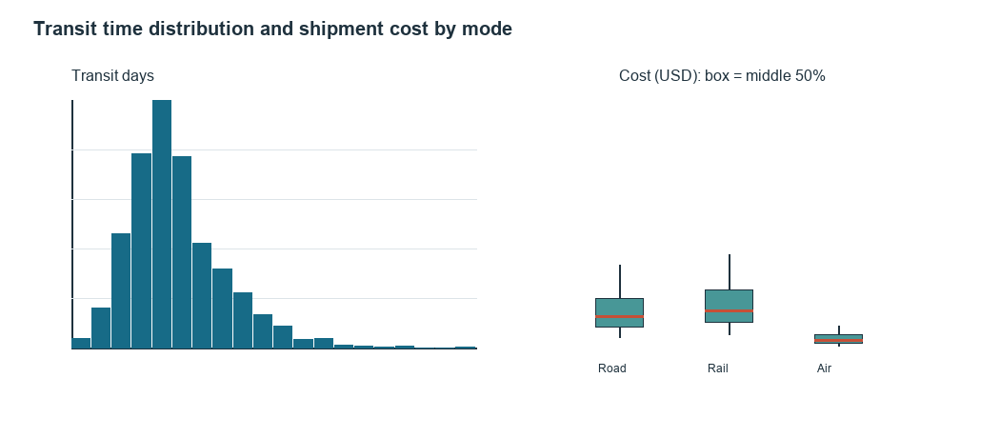 Transit time distribution and shipment cost by mode
Transit days
Cost (USD): box = middle 50%
Road
Rail
Air